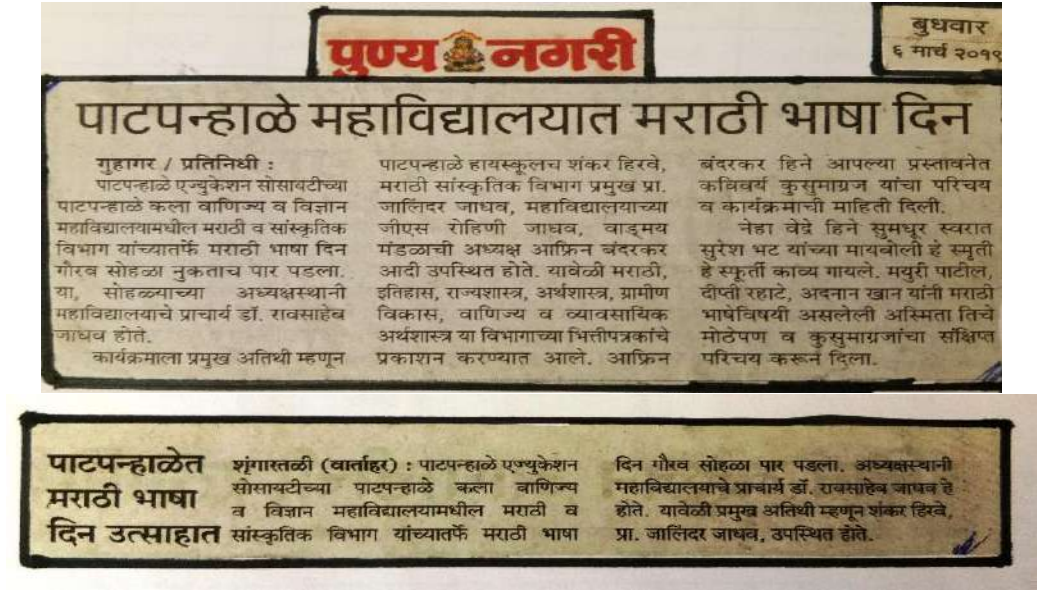 पुण्य नगरी
बुधवार
६ मार्च २०१९
पाटपन्हाळे महाविद्यालयात मराठी भाषा दिन
गुहागर / प्रतिनिधी :
पाटपन्हाळे एज्युकेशन सोसायटीच्या
पाटपन्हाळे कला वाणिज्य व विज्ञान
महाविद्यालयामधील मराठी व सांस्कृतिक
विभाग यांच्यातर्फे मराठी भाषा दिन
गौरव सोहळा नुकताच पार पडला.
या, सोहळ्याच्या अध्यक्षस्थानी
महाविद्यालयाचे प्राचार्य डॉ. रावसाहेब
जाधव होते.
कार्यक्रमाला प्रमुख अतिथी म्हणून
पाटपन्हाळे हायस्कूलच शंकर हिरवे,
मराठी सांस्कृतिक विभाग प्रमुख प्रा.
जालिंदर जाधव, महाविद्यालयाच्या
जीएस रोहिणी जाधव, वाङ्मय
मंडळाची अध्यक्ष आफ्रिन बंदरकर
आदी उपस्थित होते. यावेळी मराठी,
इतिहास, राज्यशास्त्र, अर्थशास्त्र, ग्रामीण
विकास, वाणिज्य व व्यावसायिक
अर्थशास्त्र या विभागाच्या भित्तीपत्रकांचे
प्रकाशन करण्यात आले. आफ्रिन
बंदरकर हिने आपल्या प्रस्तावनेत
कविवर्य कुसुमाग्रज यांचा परिचय
व कार्यक्रमाची माहिती दिली.
नेहा वेद्रे हिने सुमधूर स्वरात
सुरेश भट यांच्या मायबोली हे स्मृती
हे स्फूर्ती काव्य गायले. मयुरी पाटील,
दीप्ती रहाटे, अदनान खान यांनी मराठी
भाषेविषयी असलेली अस्मिता तिचे
मोठेपण व कुसुमाग्रजांचा संक्षिप्त
परिचय करून दिला.
पाटपन्हाळेत
मराठी भाषा
दिन उत्साहात
शृंगारतळी (वार्ताहर) : पाटपन्हाळे एज्युकेशन
सोसायटीच्या पाटपन्हाळे कला वाणिज्य
व विज्ञान महाविद्यालयामधील मराठी व
सांस्कृतिक विभाग यांच्यातर्फे मराठी भाषा
दिन गौरव सोहळा पार पडला. अध्यक्षस्थानी
महाविद्यालयाचे प्राचार्य डॉ. रावसाहेब जाधव हे
होते. यावेळी प्रमुख अतिथी म्हणून शंकर हिरवे,
प्रा. जालिंदर जाधव, उपस्थित होते.